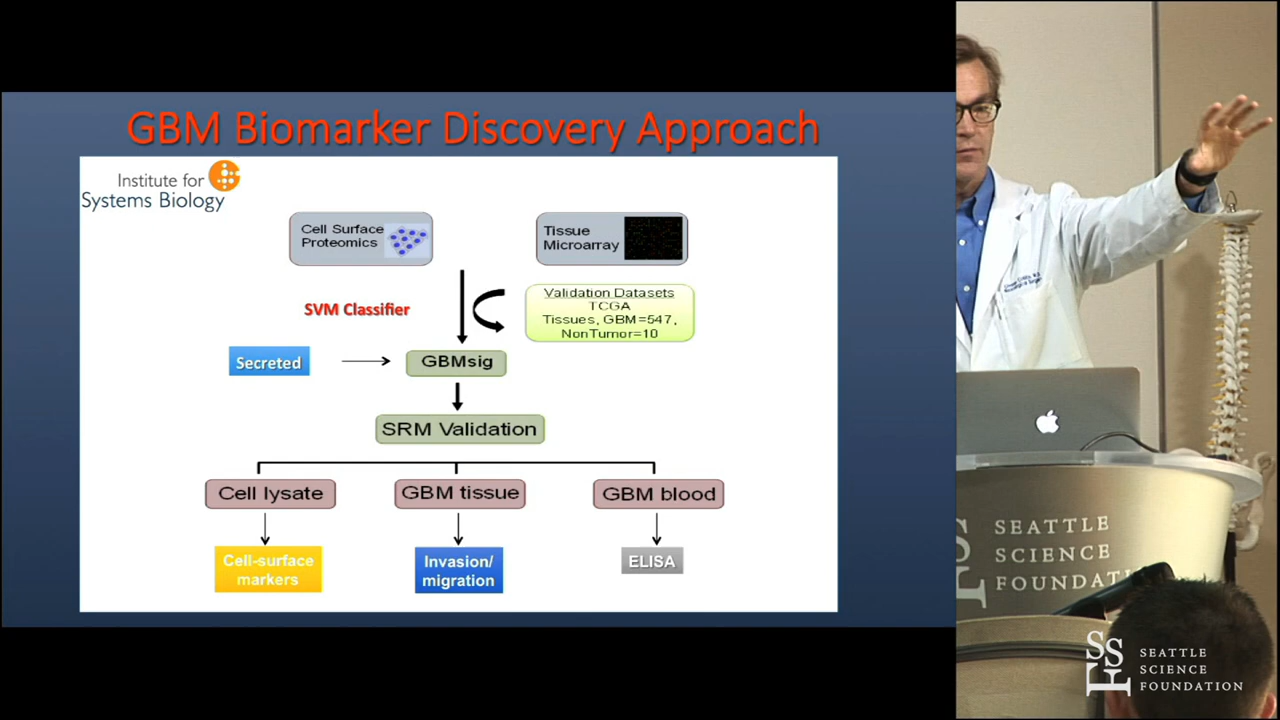 GBM Biomarker Discovery Approach
Institute for
Systems Biology
Cell Surface
Proteomics
Tissue
Microarray
SVM Classifier
Validation Datasets
TCGA
Tissues, GBM=547,
NonTumor=10
Secreted
GBMsig
SRM Validation
Cell lysate
GBM tissue
GBM blood
Cell-surface
markers
Invasion/
migration
ELISA
SEATTLE
SCIENCE
FOUNDATI
SSF
SEATTLE
SCIENCE
FOUNDATION